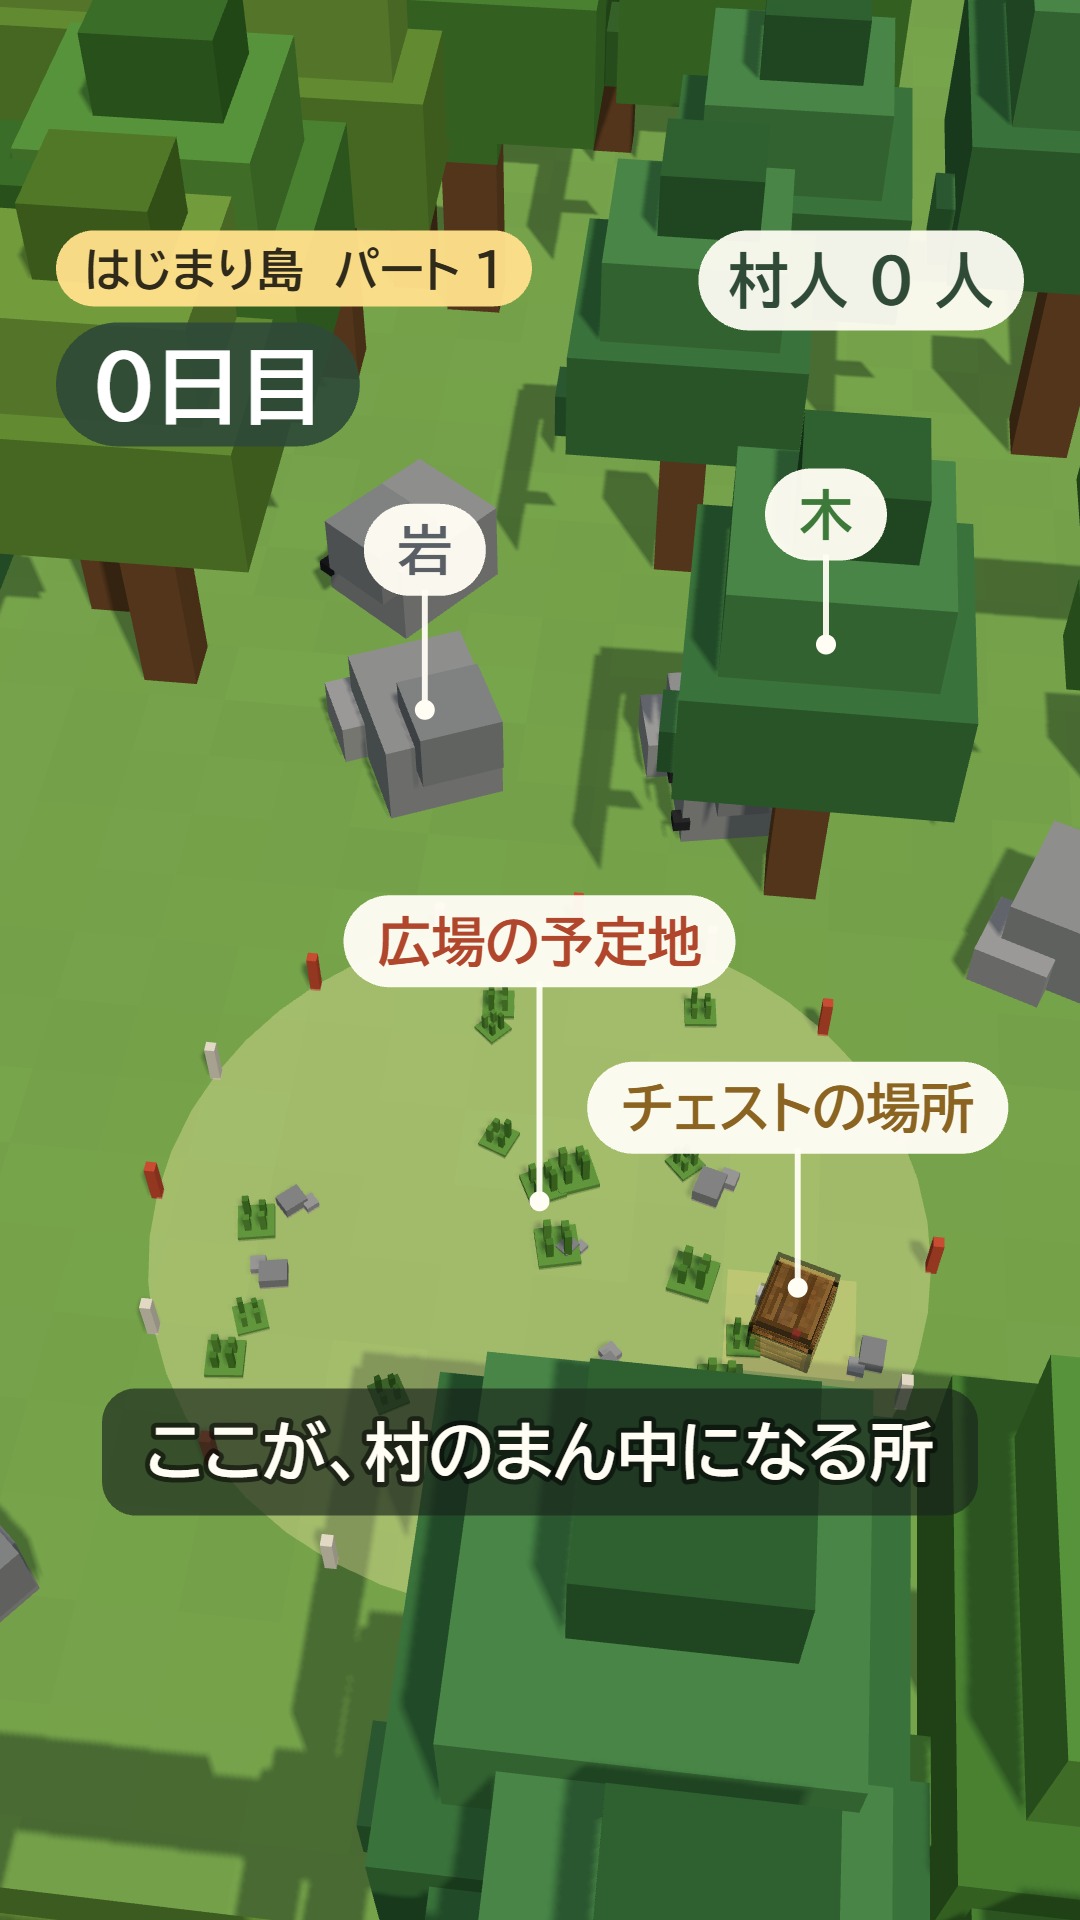 はじまり島 パート 1
村人 0 人
0日目
木
岩
広場の予定地
チェストの場所
ここが、村のまん中になる所